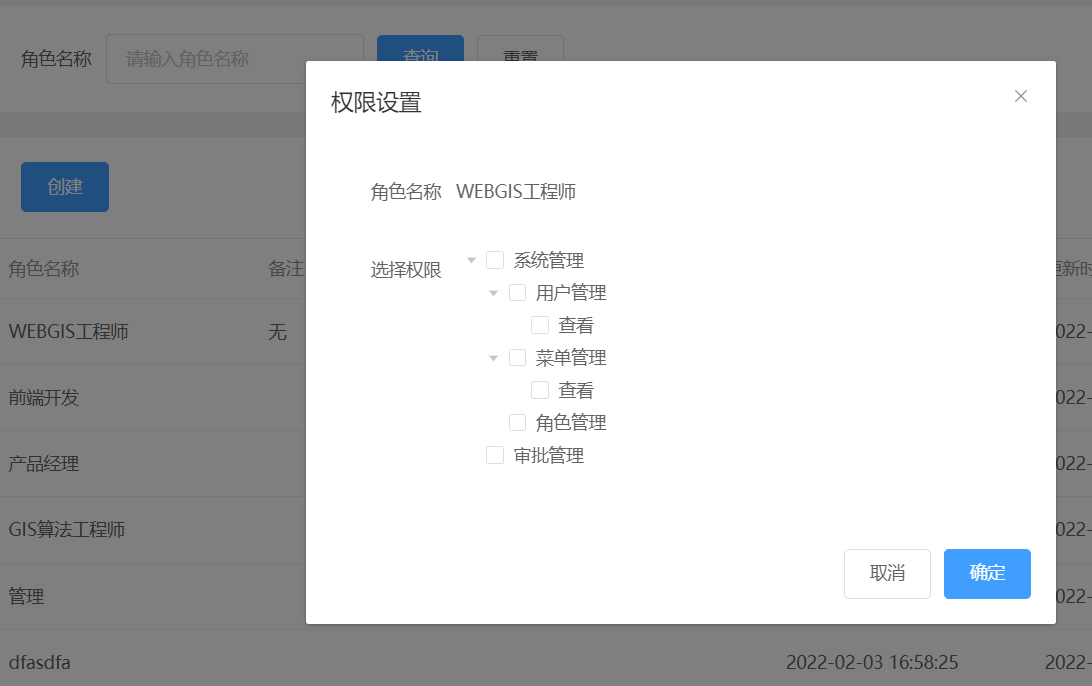 角色名称 请输入角色名称 查询 重置
权限设置
创建
角色名称 WEBGIS工程师
选择权限
系统管理
用户管理
查看
菜单管理
查看
角色管理
审批管理
取消 确定
角色名称 备注 更新时
WEBGIS工程师 无 022-
前端开发 022-
产品经理 022-
GIS算法工程师 022-
管理 022-
dfasdfa 2022-02-03 16:58:25 2022-